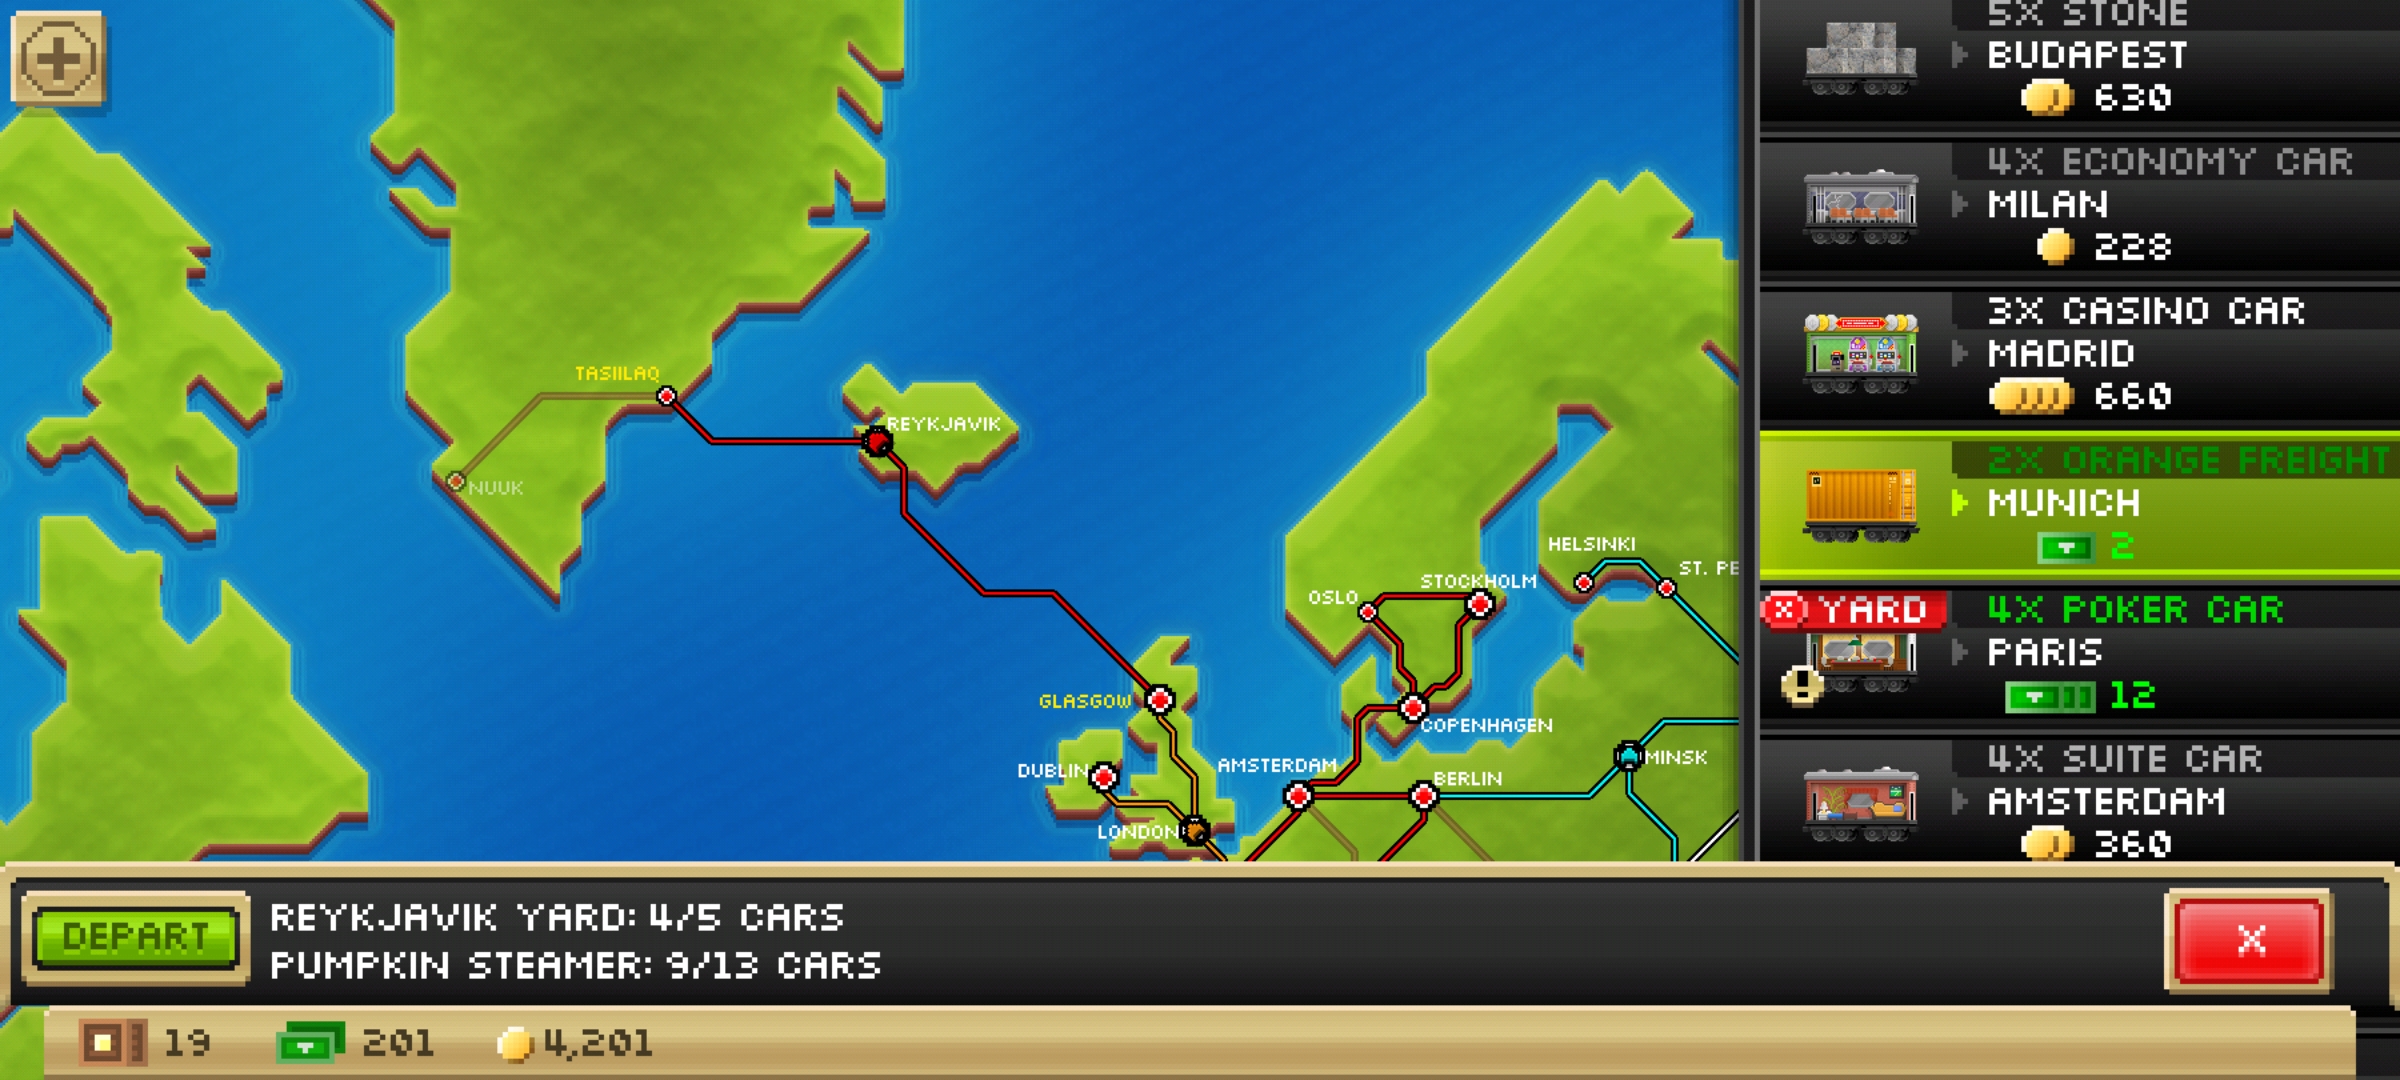 TASIILAQ
REYKJAVIK
NUUK
HELSINKI
ST. PE
STOCKHOLM
OSLO
GLASGOW
COPENHAGEN
DUBLIN
AMSTERDAM
BERLIN
MINSK
LONDON
5X STONE
BUDAPEST
630
4X ECONOMY CAR
MILAN
228
3X CASINO CAR
MADRID
660
2X ORANGE FREIGHT
MUNICH
2
X YARD
4X POKER CAR
PARIS
12
4X SUITE CAR
AMSTERDAM
360
DEPART
REYKJAVIK YARD: 4/5 CARS
PUMPKIN STEAMER: 9/13 CARS
X
19
201
4,201